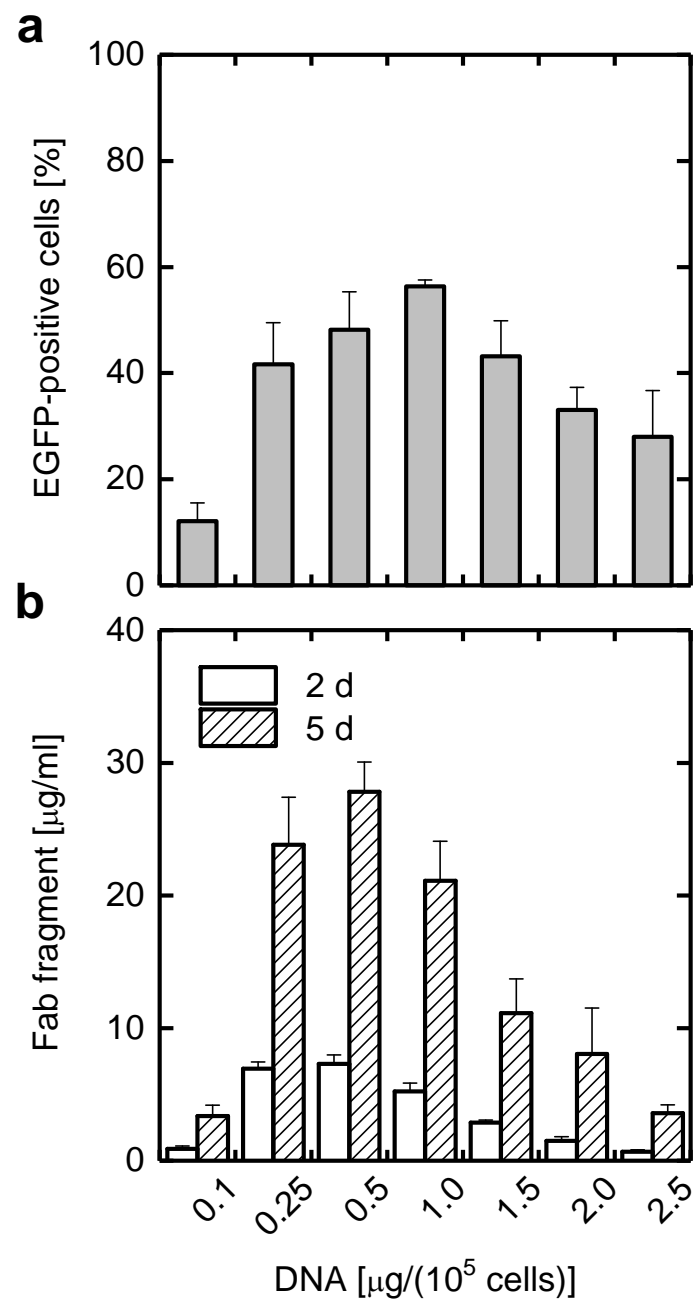 a
EGFP-positive cells [%]
100
80
60
40
20
0
b
Fab fragment [μg/ml]
40
30
20
10
0
2 d
5 d
0.1 0.25 0.5 1.0 1.5 2.0 2.5
DNA [μg/(10⁵ cells)]